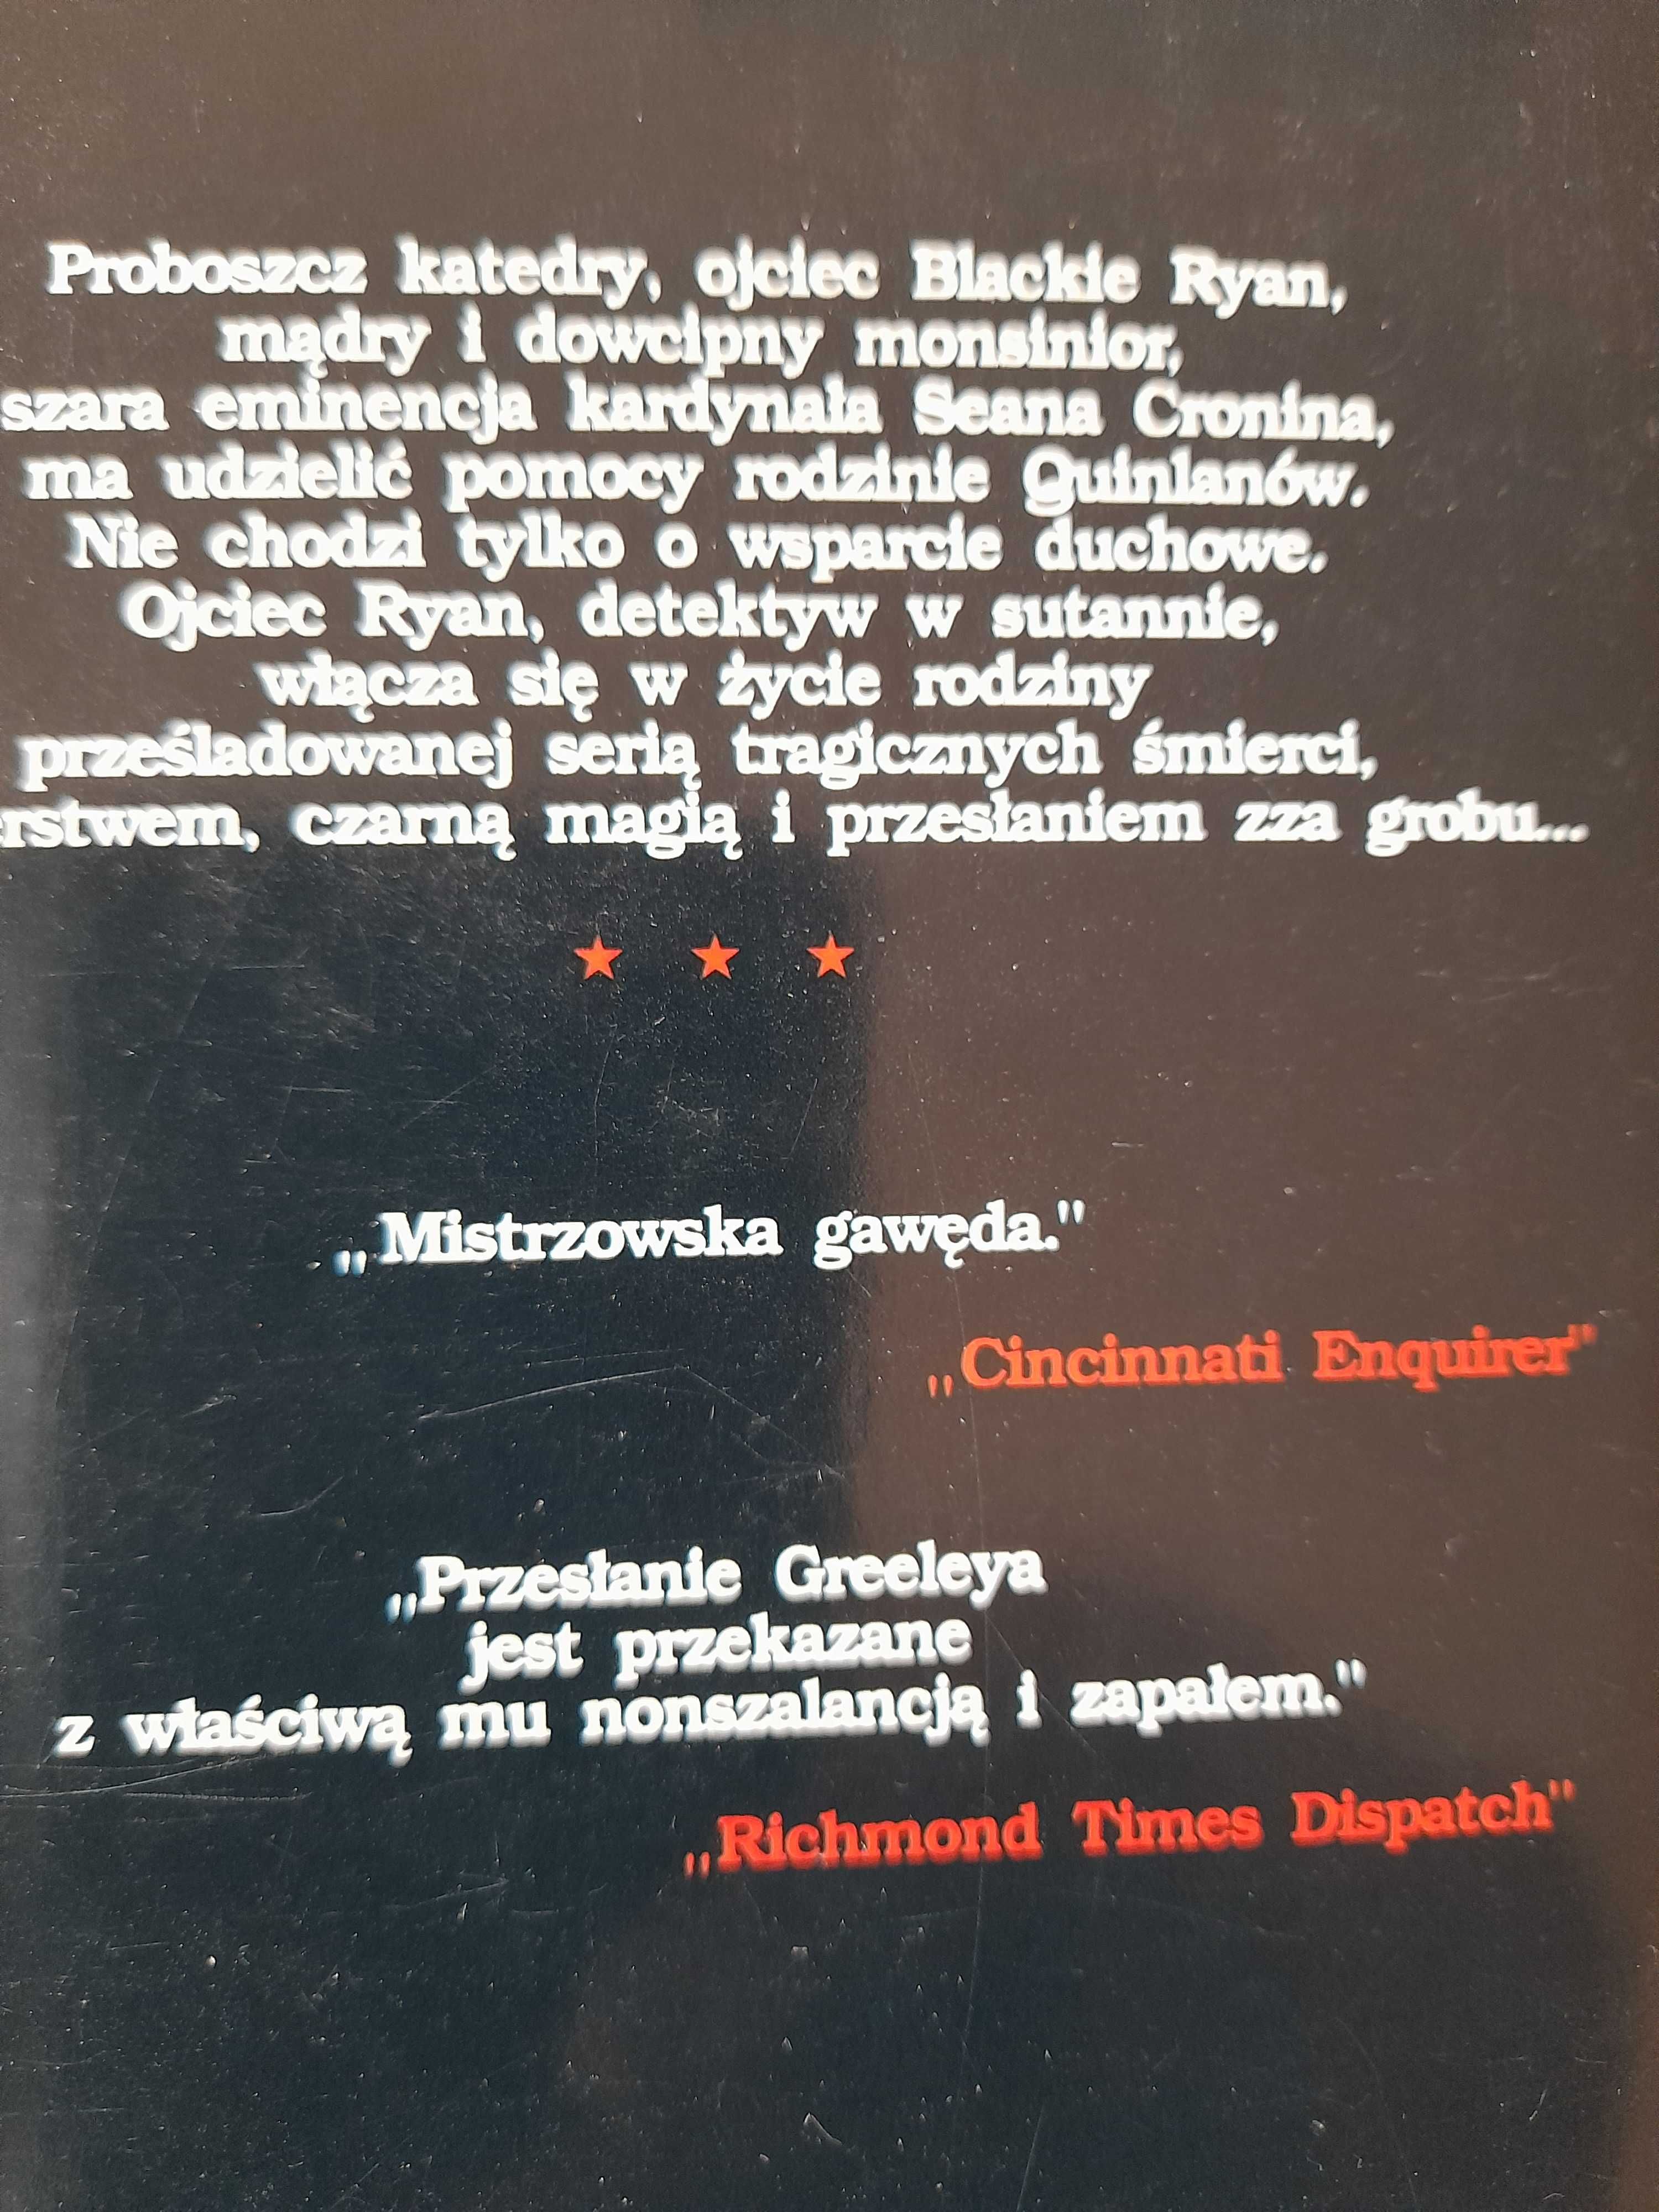 Proboszcz katedry, ojciec Blackie Ryan,
mądry i dowcipny monsinior,
szara eminencja kardynała Seana Cronina,
ma udzielić pomocy rodzinie Quinlanów.
Nie chodzi tylko o wsparcie duchowe.
Ojciec Ryan, detektyw w sutannie,
włącza się w życie rodziny
prześladowanej serią tragicznych śmierci,
rstwem, czarną magią i przesłaniem zza grobu...
★ ★ ★
„Mistrzowska gawęda."
„Cincinnati Enquirer"
„Przesłanie Greeleya
jest przekazane
z właściwą mu nonszalancją i zapałem."
„Richmond Times Dispatch"